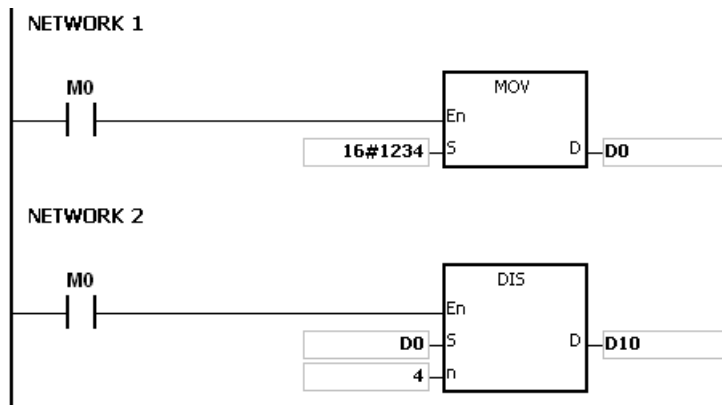 NETWORK 1
M0
MOV
En
16#1234 S D D0
NETWORK 2
M0
DIS
En
D0 S D D10
4 n